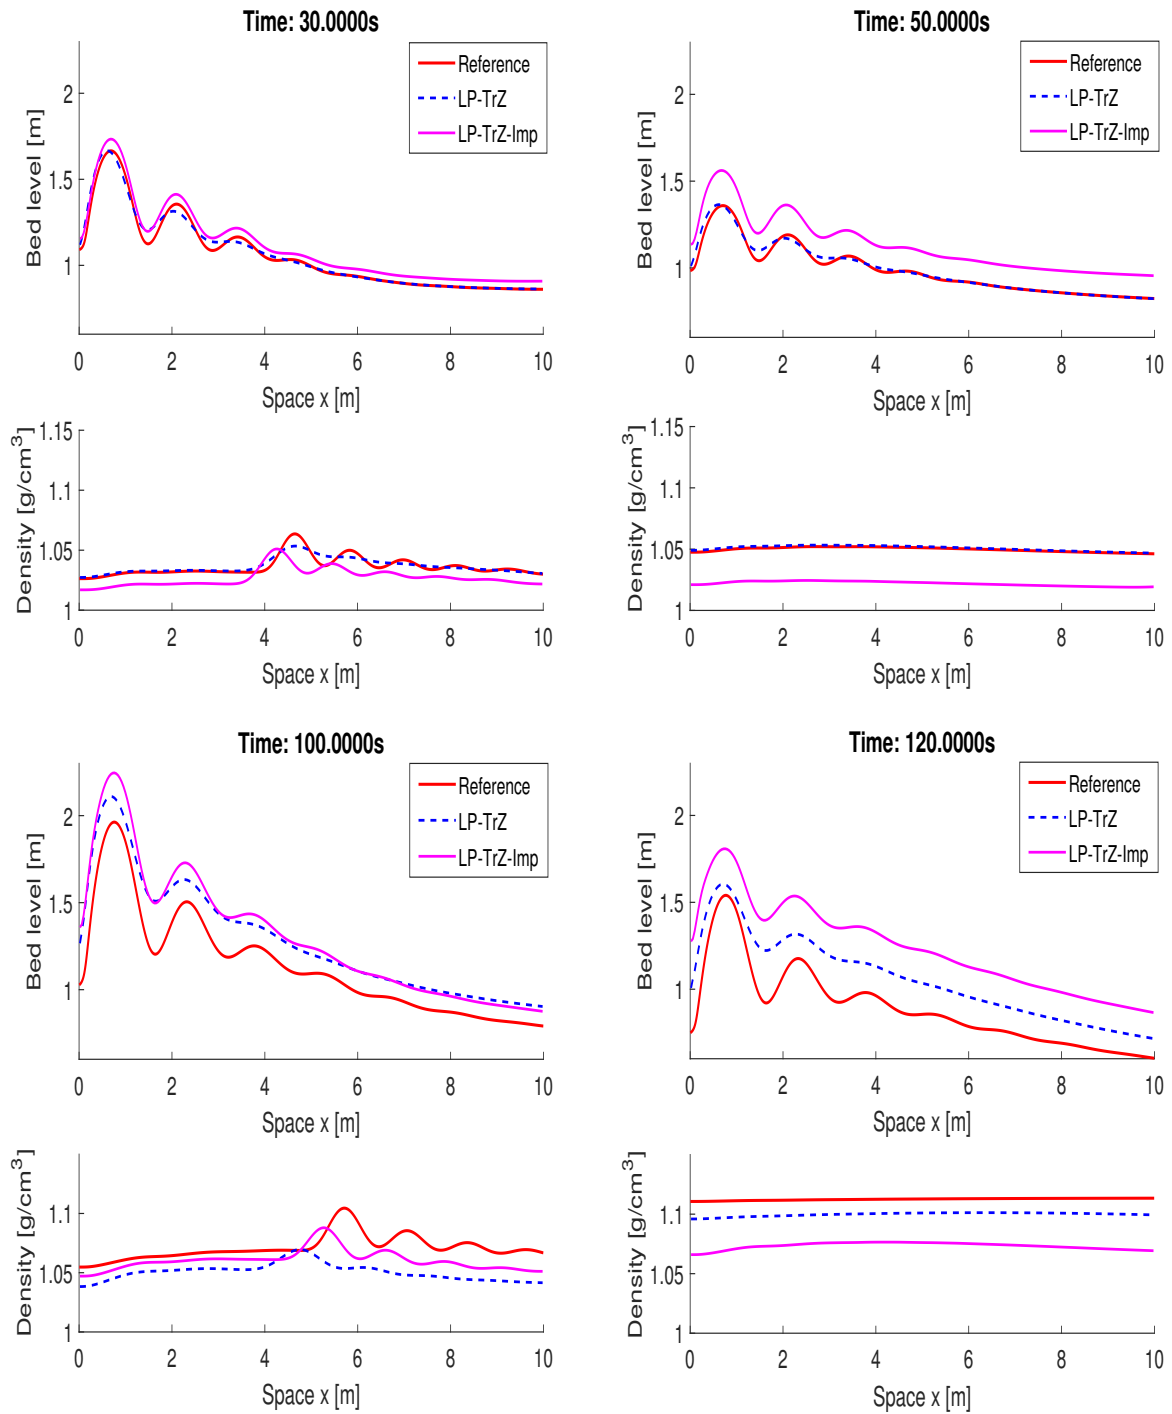 Time: 30.0000s
Reference
LP-TrZ
LP-TrZ-Imp
Bed level [m]
2
1.5
1
0 2 4 6 8 10
Space x [m]
Density [g/cm³]
1.15
1.1
1.05
1
0 2 4 6 8 10
Space x [m]
Time: 50.0000s
Reference
LP-TrZ
LP-TrZ-Imp
Bed level [m]
2
1.5
1
0 2 4 6 8 10
Space x [m]
Density [g/cm³]
1.15
1.1
1.05
1
0 2 4 6 8 10
Space x [m]
Time: 100.0000s
Reference
LP-TrZ
LP-TrZ-Imp
Bed level [m]
2
1.5
1
0 2 4 6 8 10
Space x [m]
Density [g/cm³]
1.1
1.05
1
0 2 4 6 8 10
Space x [m]
Time: 120.0000s
Reference
LP-TrZ
LP-TrZ-Imp
Bed level [m]
2
1.5
1
0 2 4 6 8 10
Space x [m]
Density [g/cm³]
1.1
1.05
1
0 2 4 6 8 10
Space x [m]